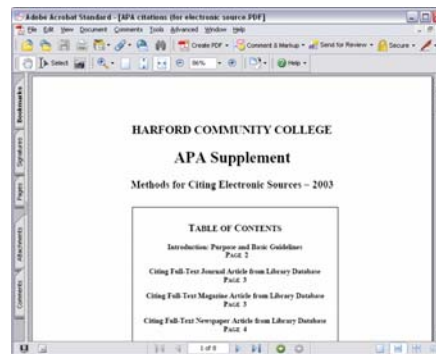 Adobe Acrobat Standard - [APA citations (for electronic source.PDF]
File Edit View Document Comments Tools Advanced Window Help
Create PDF Comment & Markup Send for Review Secure
Select 86% Help
Bookmarks
Signatures
Pages
Attachments
Comments
HARFORD COMMUNITY COLLEGE
APA Supplement
Methods for Citing Electronic Sources – 2003
TABLE OF CONTENTS
Introduction: Purpose and Basic Guidelines
PAGE 2
Citing Full-Text Journal Article from Library Database
PAGE 3
Citing Full-Text Magazine Article from Library Database
PAGE 3
Citing Full-Text Newspaper Article from Library Database
PAGE 4
1 of 8